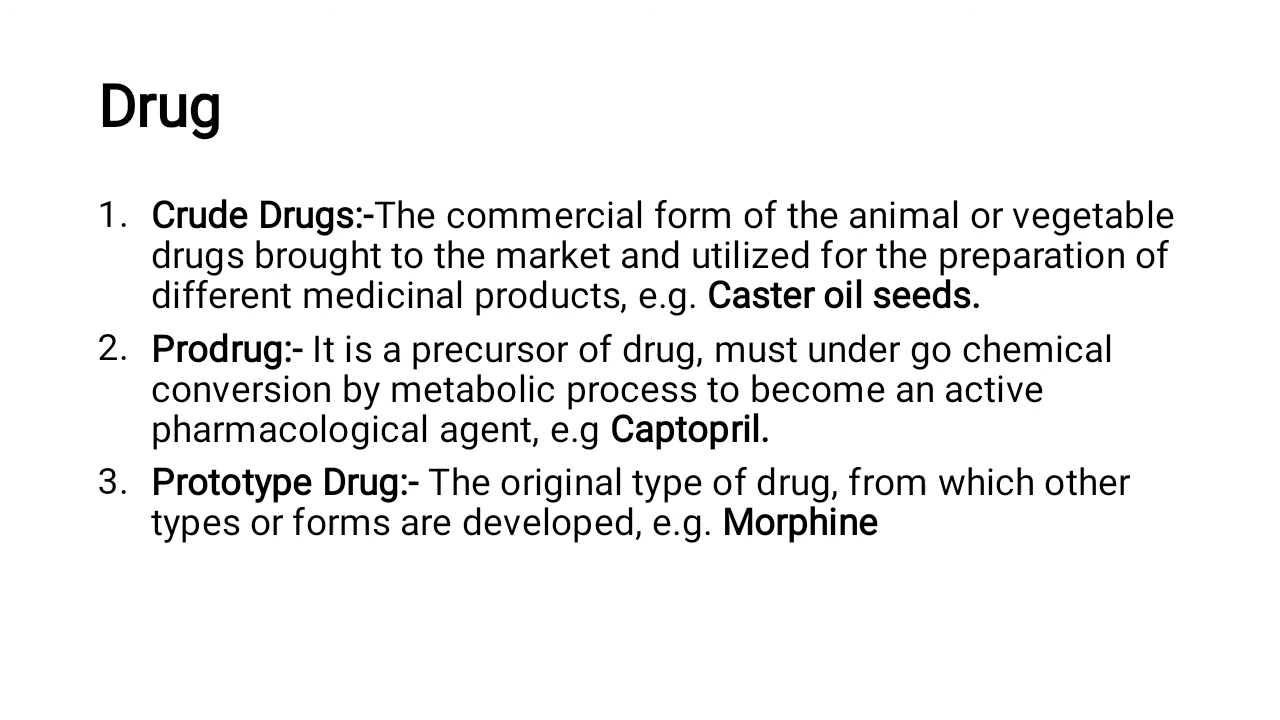 Drug
1. Crude Drugs:-The commercial form of the animal or vegetable
drugs brought to the market and utilized for the preparation of
different medicinal products, e.g. Caster oil seeds.
2. Prodrug:- It is a precursor of drug, must under go chemical
conversion by metabolic process to become an active
pharmacological agent, e.g Captopril.
3. Prototype Drug:- The original type of drug, from which other
types or forms are developed, e.g. Morphine